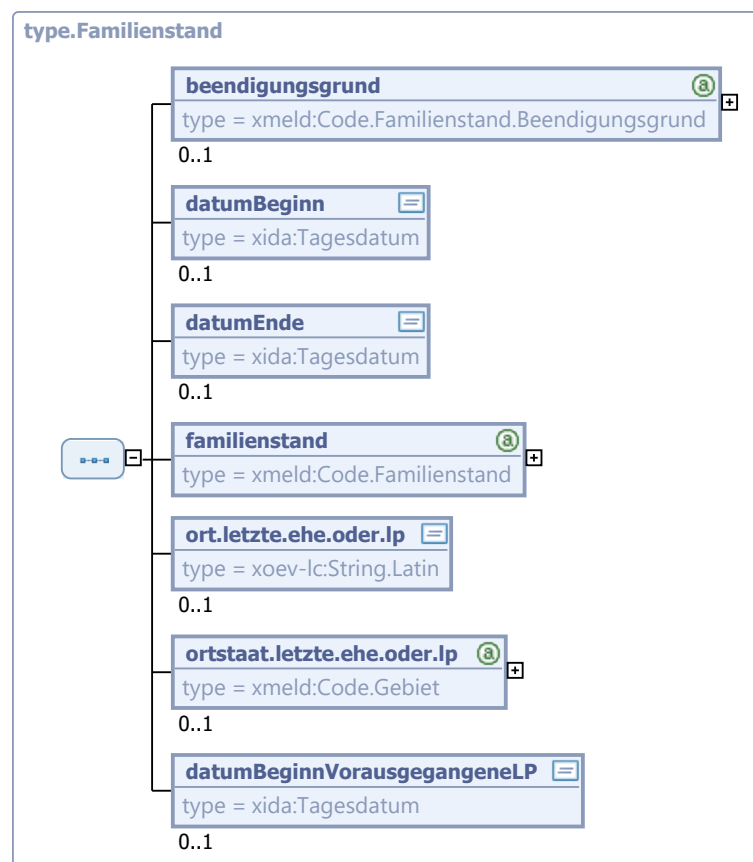 type.Familienstand
beendigungsgrund
type = xmeld:Code.Familienstand.Beendigungsgrund
0..1
datumBeginn
type = xida:Tagesdatum
0..1
datumEnde
type = xida:Tagesdatum
0..1
familienstand
type = xmeld:Code.Familienstand
ort.letzte.ehe.oder.lp
type = xoev-lc:String.Latin
0..1
ortstaat.letzte.ehe.oder.lp
type = xmeld:Code.Gebiet
0..1
datumBeginnVorausgegangeneLP
type = xida:Tagesdatum
0..1